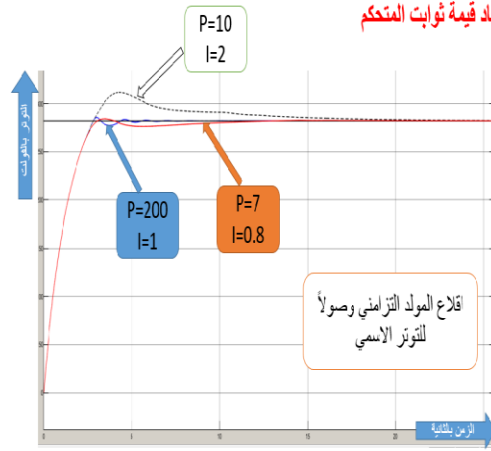 اد قيمة ثوابت المتحكم
P=10
I=2
التوتر بالفولت
P=200
I=1
P=7
I=0.8
اقلاع المولد التزامني وصولاً
للتوتر الاسمي
الزمن بالثانية
0
5
10
15
20